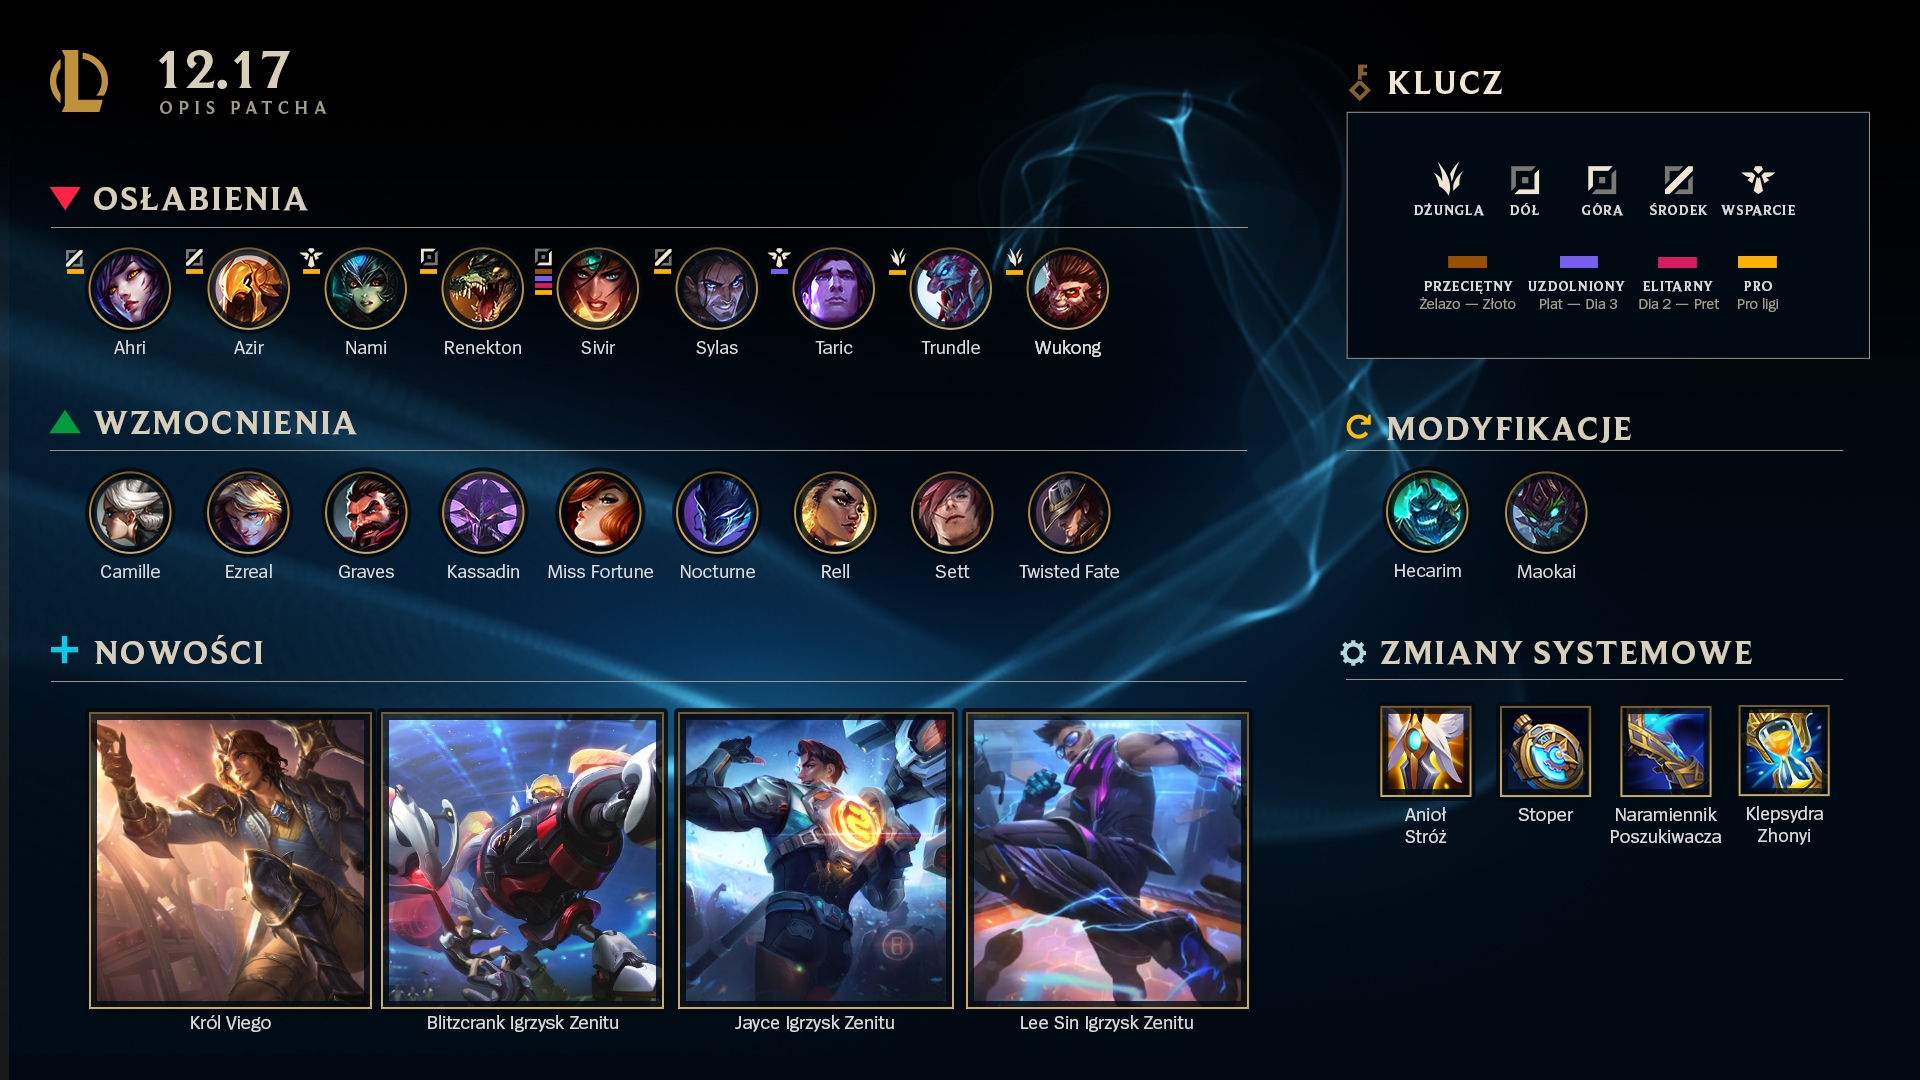 12.17
OPIS PATCHA
OSŁABIENIA
Ahri
Azir
Nami
Renekton
Sivir
Sylas
Taric
Trundle
Wukong
WZMOCNIENIA
Camille
Ezreal
Graves
Kassadin
Miss Fortune
Nocturne
Rell
Sett
Twisted Fate
NOWOŚCI
Król Viego
Blitzcrank Igrzysk Zenitu
Jayce Igrzysk Zenitu
Lee Sin Igrzysk Zenitu
KLUCZ
DŻUNGLA
DÓŁ
GÓRA
ŚRODEK
WSPARCIE
PRZECIĘTNY
Żelazo — Złoto
UZDOLNIONY
Plat — Dia 3
ELITARNY
Dia 2 — Pret
PRO
Pro ligi
MODYFIKACJE
Hecarim
Maokai
ZMIANY SYSTEMOWE
Anioł
Stróż
Stoper
Naramiennik
Poszukiwacza
Klepsydra
Zhonyi